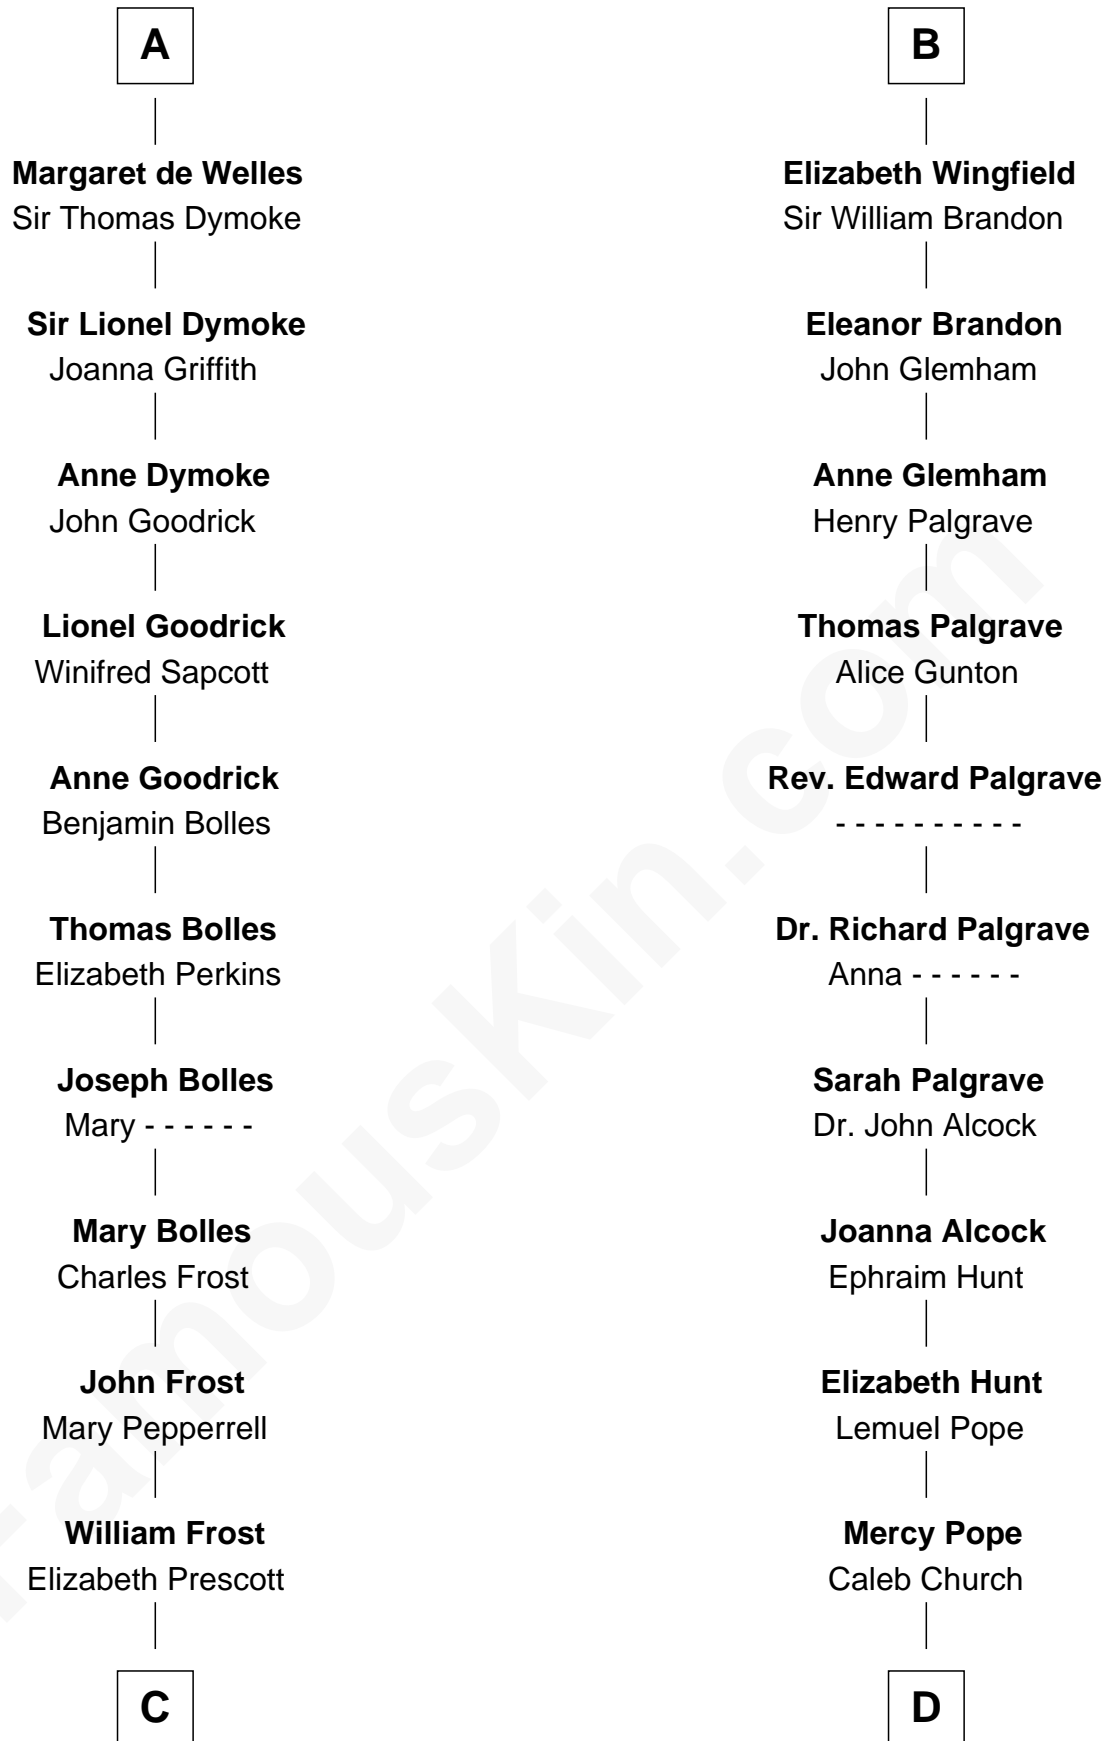 A
Margaret de Welles
Sir Thomas Dymoke
Sir Lionel Dymoke
Joanna Griffith
Anne Dymoke
John Goodrick
Lionel Goodrick
Winifred Sapcott
Anne Goodrick
Benjamin Bolles
Thomas Bolles
Elizabeth Perkins
Joseph Bolles
Mary - - - - - -
Mary Bolles
Charles Frost
John Frost
Mary Pepperrell
William Frost
Elizabeth Prescott
C
B
Elizabeth Wingfield
Sir William Brandon
Eleanor Brandon
John Glemham
Anne Glemham
Henry Palgrave
Thomas Palgrave
Alice Gunton
Rev. Edward Palgrave
- - - - - - - - - -
Dr. Richard Palgrave
Anna - - - - - -
Sarah Palgrave
Dr. John Alcock
Joanna Alcock
Ephraim Hunt
Elizabeth Hunt
Lemuel Pope
Mercy Pope
Caleb Church
D
FamousKin.com